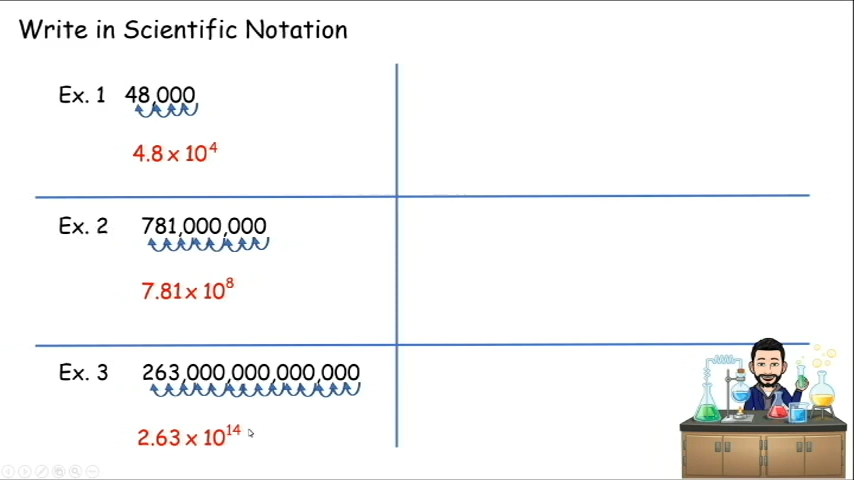 Write in Scientific Notation
Ex. 1 48,000
4.8 x 10⁴
Ex. 2 781,000,000
7.81 x 10⁸
Ex. 3 263,000,000,000,000
2.63 x 10¹⁴